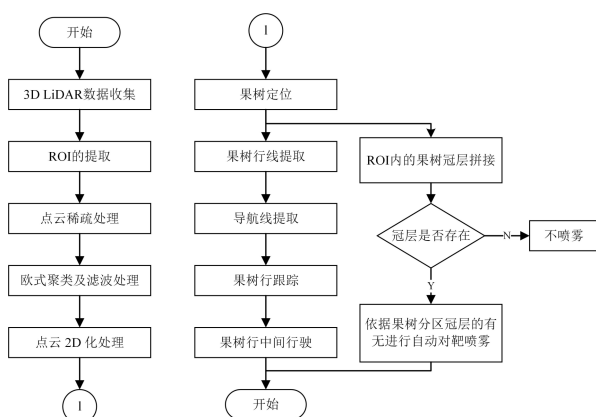 开始
3D LiDAR数据收集
ROI的提取
点云稀疏处理
欧式聚类及滤波处理
点云 2D 化处理
1
1
果树定位
果树行线提取
导航线提取
果树行跟踪
果树行中间行驶
开始
ROI内的果树冠层拼接
冠层是否存在
N
不喷雾
Y
依据果树分区冠层的有
无进行自动对靶喷雾